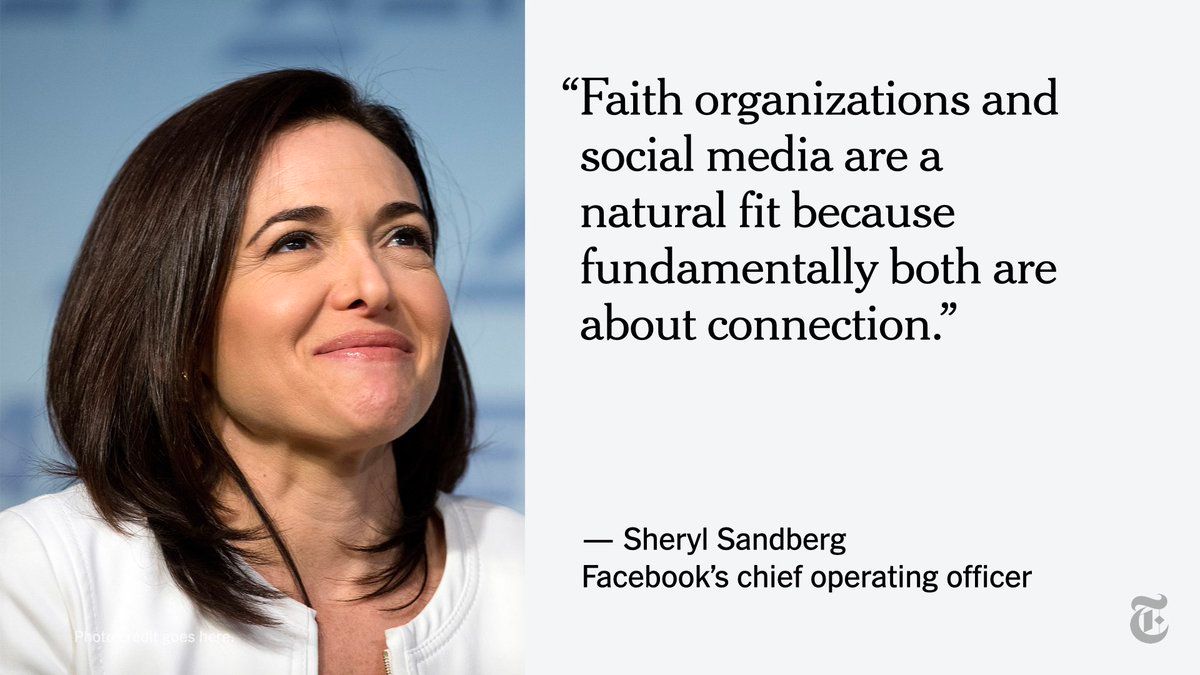 “Faith organizations and
social media are a
natural fit because
fundamentally both are
about connection.”
— Sheryl Sandberg
Facebook’s chief operating officer
Photo credit goes here.
T